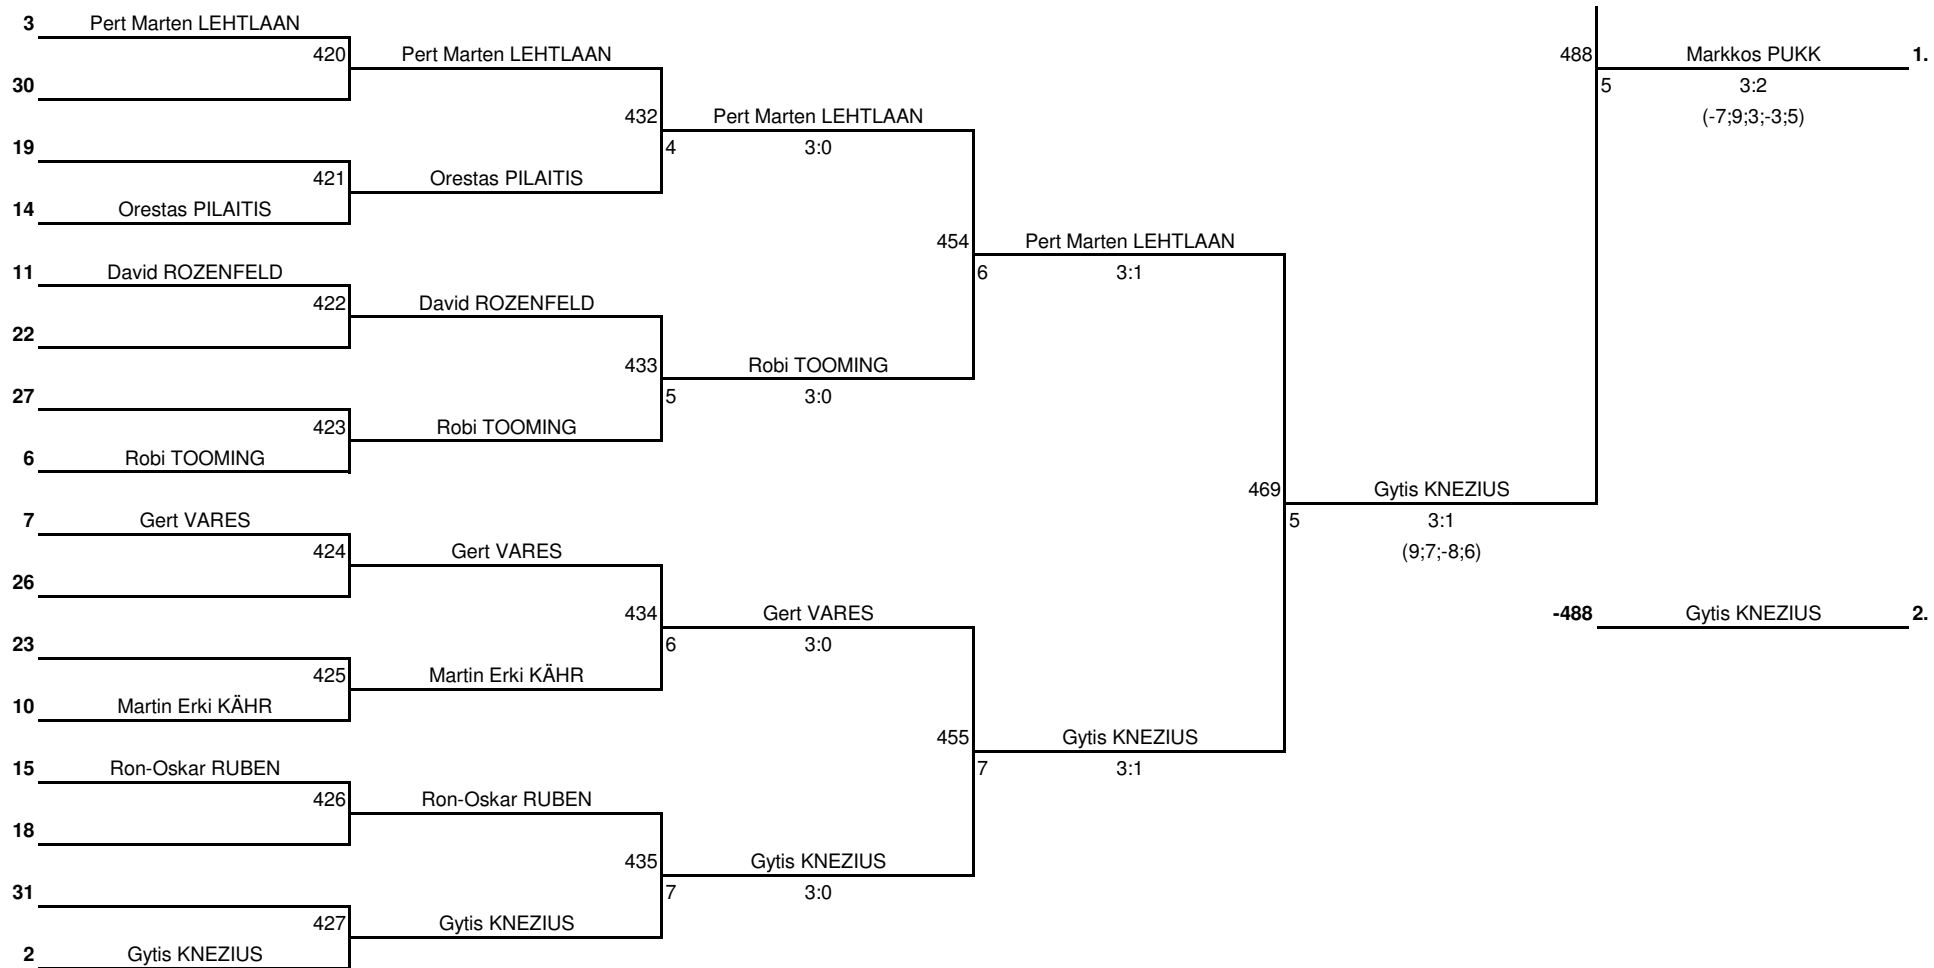 3 Pert Marten LEHTLAAN
420 Pert Marten LEHTLAAN 488 Markkos PUKK 1.
30 5 3:2
432 Pert Marten LEHTLAAN (-7;9;3;-3;5)
19 4 3:0
421 Orestas PILAITIS
14 Orestas PILAITIS
454 Pert Marten LEHTLAAN
11 David ROZENFELD 6 3:1
422 David ROZENFELD
22
433 Robi TOOMING
27 5 3:0
423 Robi TOOMING
6 Robi TOOMING
469 Gytis KNEZIUS
7 Gert VARES 5 3:1
424 Gert VARES (9;7;-8;6)
26
434 Gert VARES -488 Gytis KNEZIUS 2.
23 6 3:0
425 Martin Erki KÄHR
10 Martin Erki KÄHR
455 Gytis KNEZIUS
15 Ron-Oskar RUBEN 7 3:1
426 Ron-Oskar RUBEN
18
435 Gytis KNEZIUS
31 7 3:0
427 Gytis KNEZIUS
2 Gytis KNEZIUS